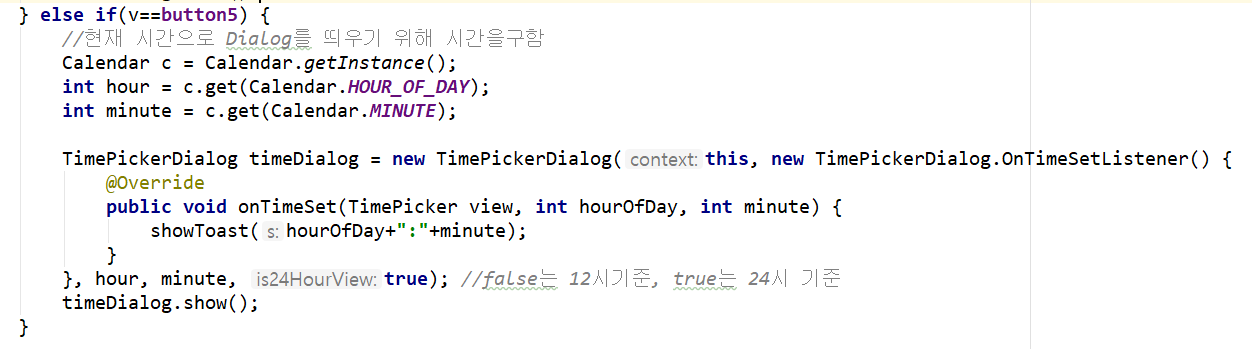 } else if(v==button5) {
//현재 시간으로 Dialog를 띄우기 위해 시간을구함
Calendar c = Calendar.getInstance();
int hour = c.get(Calendar.HOUR_OF_DAY);
int minute = c.get(Calendar.MINUTE);
TimePickerDialog timeDialog = new TimePickerDialog( context: this, new TimePickerDialog.OnTimeSetListener() {
@Override
public void onTimeSet(TimePicker view, int hourOfDay, int minute) {
showToast( s: hourOfDay+":"+minute);
}
}, hour, minute, is24HourView: true); //false는 12시기준, true는 24시 기준
timeDialog.show();
}